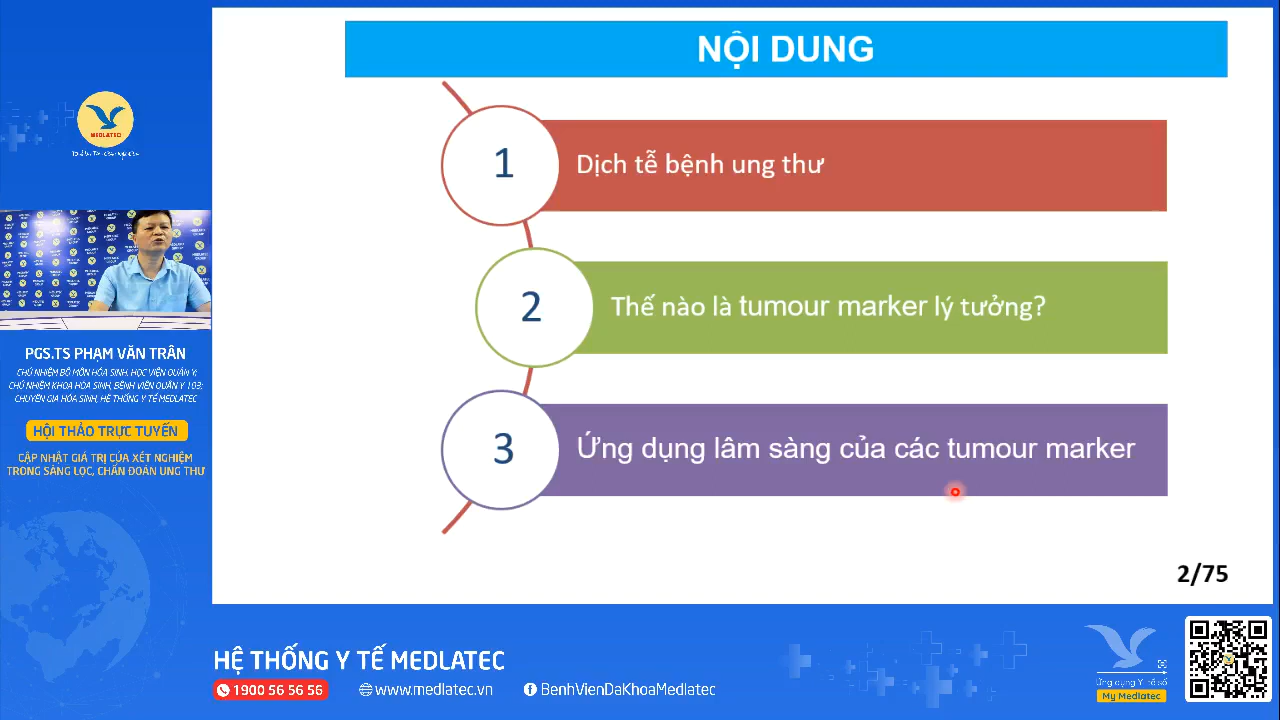 NỘI DUNG
1
Dịch tễ bệnh ung thư
2
Thế nào là tumour marker lý tưởng?
3
Ứng dụng lâm sàng của các tumour marker
2/75
MEDLATEC
PGS.TS PHẠM VĂN TRÂN
CHỦ NHIỆM BỘ MÔN HÓA SINH, HỌC VIỆN QUÂN Y;
CHỦ NHIỆM KHOA HÓA SINH, BỆNH VIỆN QUÂN Y 103;
CHUYÊN GIA HÓA SINH, HỆ THỐNG Y TẾ MEDLATEC
HỘI THẢO TRỰC TUYẾN
CẬP NHẬT GIÁ TRỊ CỦA XÉT NGHIỆM
TRONG SÀNG LỌC, CHẨN ĐOÁN UNG THƯ
HỆ THỐNG Y TẾ MEDLATEC
1900 56 56 56
www.medlatec.vn
BenhVienDaKhoaMedlatec
Ứng dụng Y tế số
My Medlatec